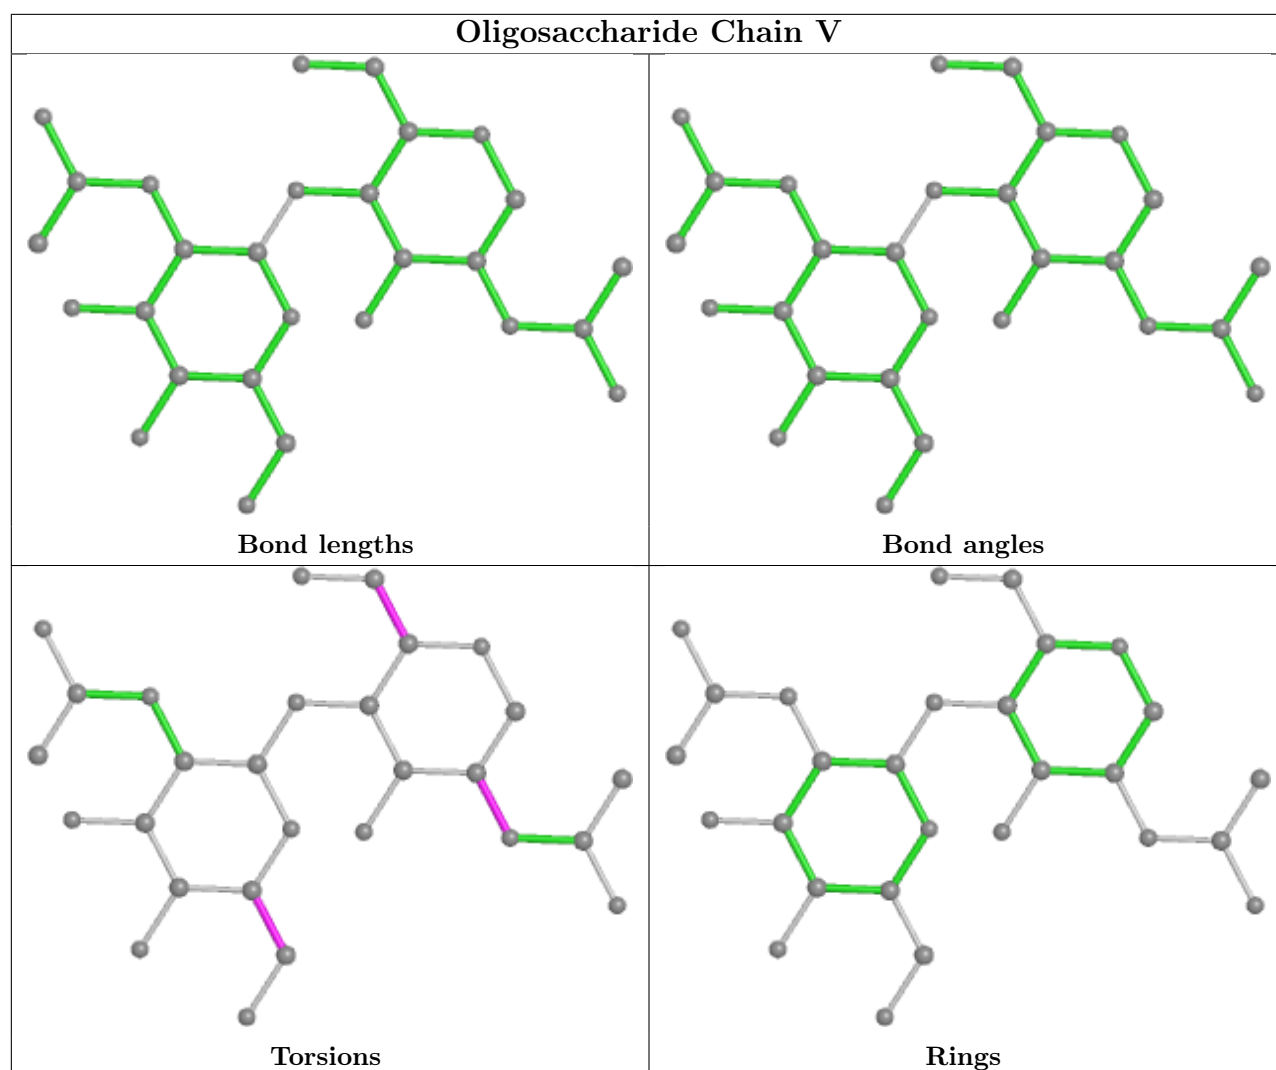 Oligosaccharide Chain V
Bond lengths
Bond angles
Torsions
Rings